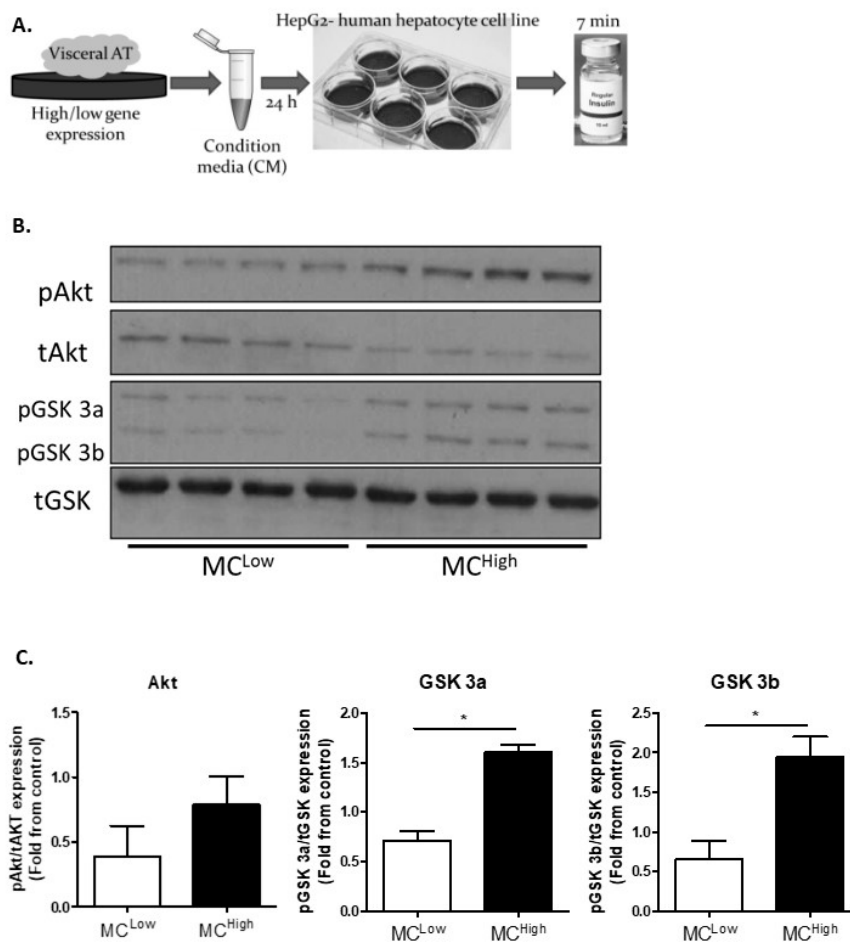 A.
HepG2- human hepatocyte cell line
7 min
Visceral AT
24 h
High/low gene
expression
Condition
media (CM)
Regular
Insulin
10 ml
B.
pAkt
tAkt
pGSK 3a
pGSK 3b
tGSK
MCLow
MCHigh
C.
Akt
pAkt/tAKT expression
(Fold from control)
1.5
1.0
0.5
0.0
MCLow
MCHigh
GSK 3a
pGSK 3a/tGSK expression
(Fold from control)
2.0
1.5
1.0
0.5
0.0
*
MCLow
MCHigh
GSK 3b
pGSK 3b/tGSK expression
(Fold from control)
2.5
2.0
1.5
1.0
0.5
0.0
*
MCLow
MCHigh